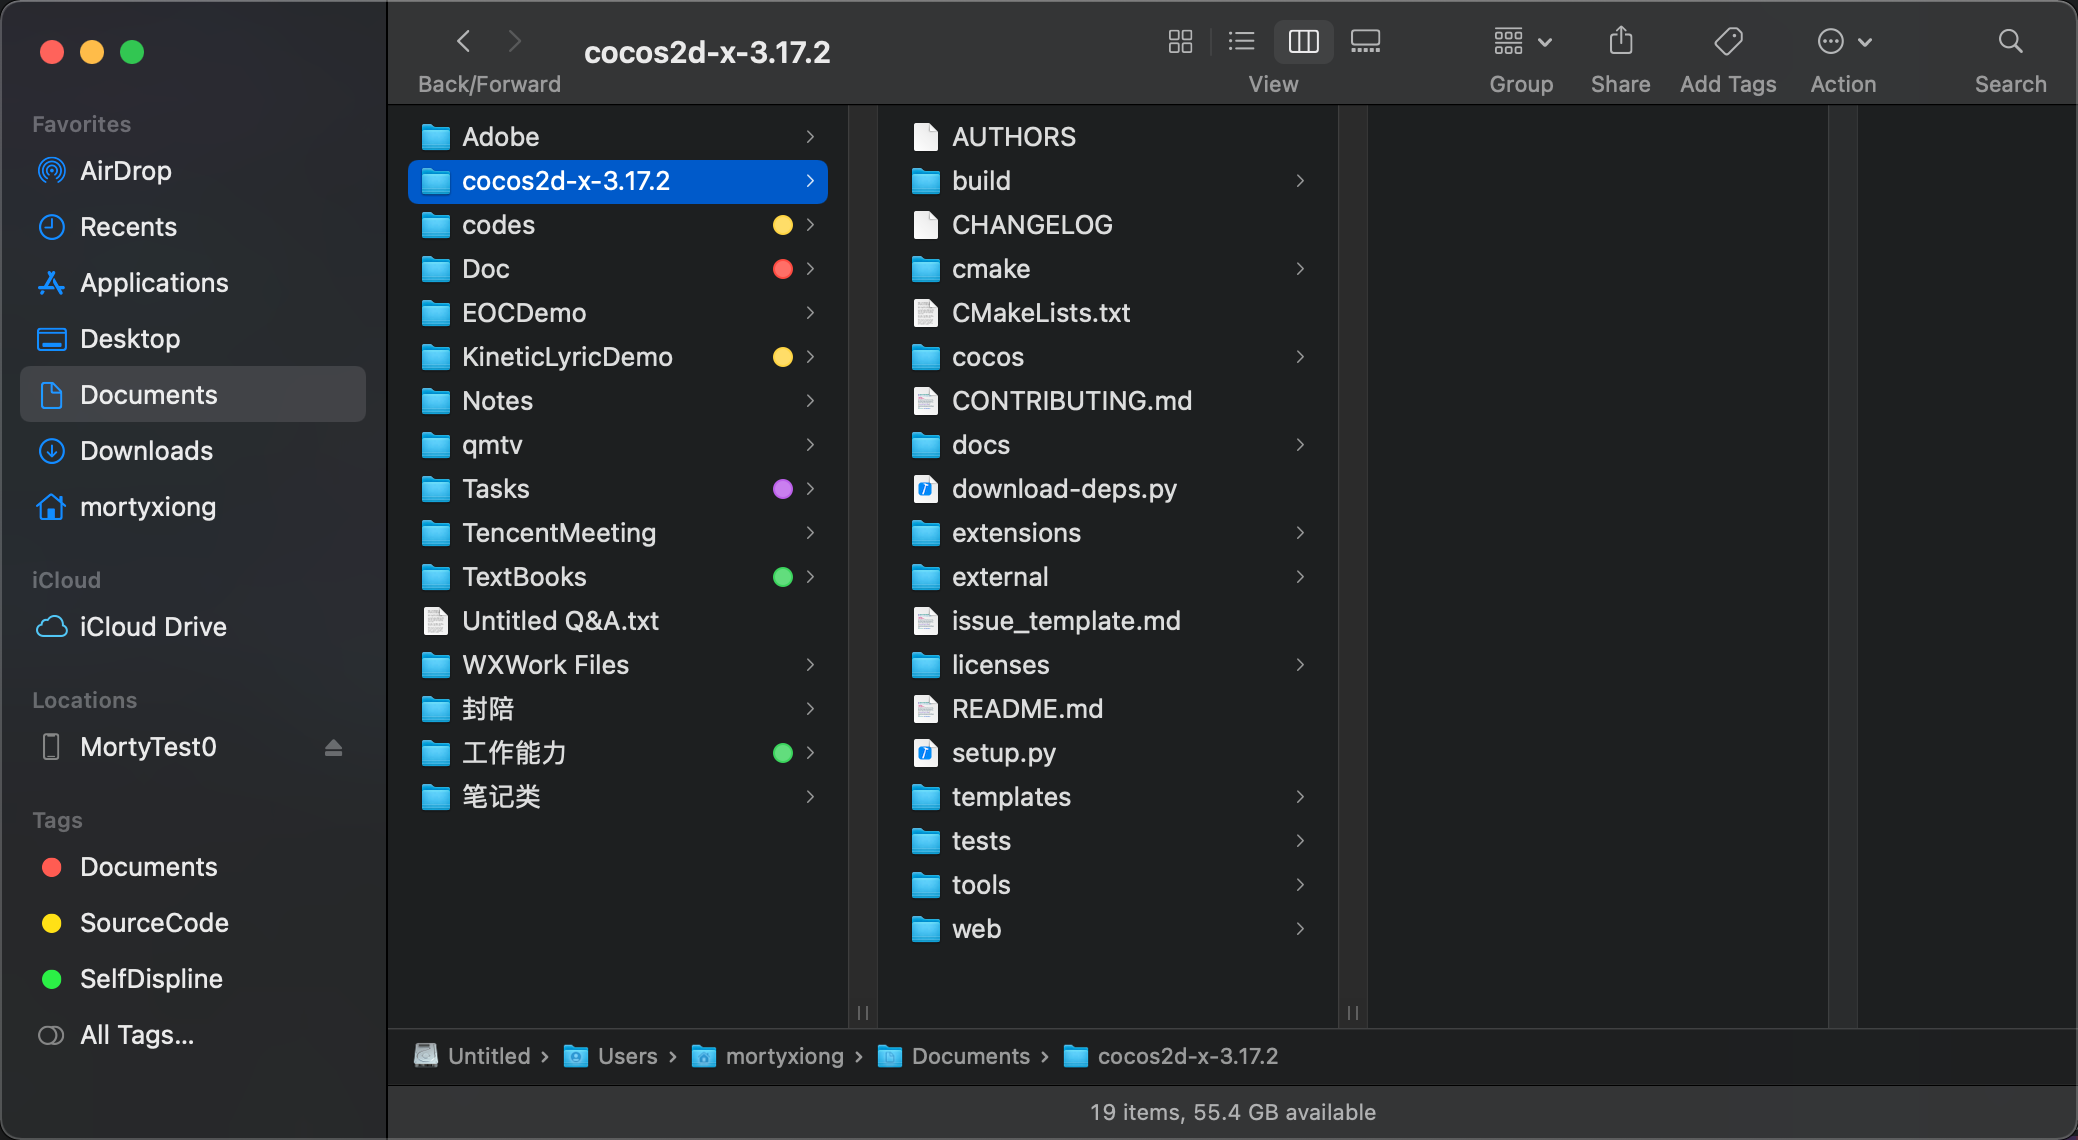 cocos2d-x-3.17.2
Back/Forward
View
Group
Share
Add Tags
Action
Search
Favorites
AirDrop
Recents
Applications
Desktop
Documents
Downloads
mortyxiong
iCloud
iCloud Drive
Locations
MortyTest0
Tags
Documents
SourceCode
SelfDispline
All Tags...
Adobe
cocos2d-x-3.17.2
codes
Doc
EOCDemo
KineticLyricDemo
Notes
qmtv
Tasks
TencentMeeting
TextBooks
Untitled Q&A.txt
WXWork Files
封陪
工作能力
笔记类
AUTHORS
build
CHANGELOG
cmake
CMakeLists.txt
cocos
CONTRIBUTING.md
docs
download-deps.py
extensions
external
issue_template.md
licenses
README.md
setup.py
templates
tests
tools
web
Untitled › Users › mortyxiong › Documents › cocos2d-x-3.17.2
19 items, 55.4 GB available